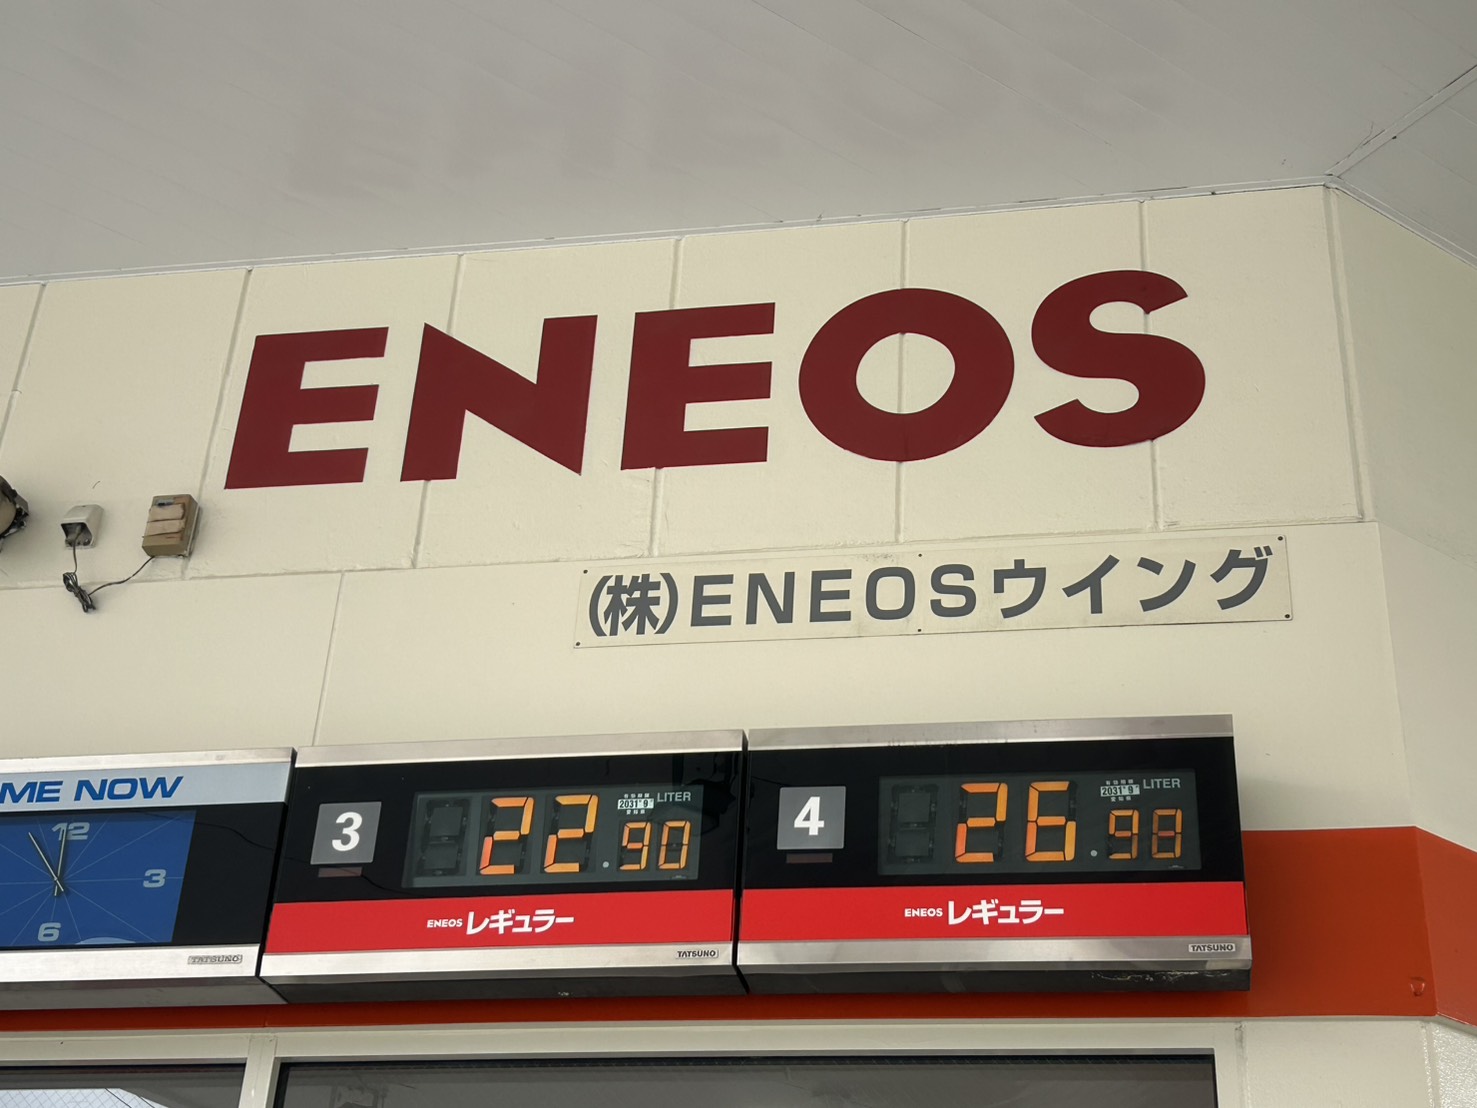 ENEOS
(株)ENEOSウイング
ME NOW
12
3
6
TATSUNO
3
22.90
LITER
ENEOS レギュラー
TATSUNO
4
26.98
LITER
ENEOS レギュラー
TATSUNO